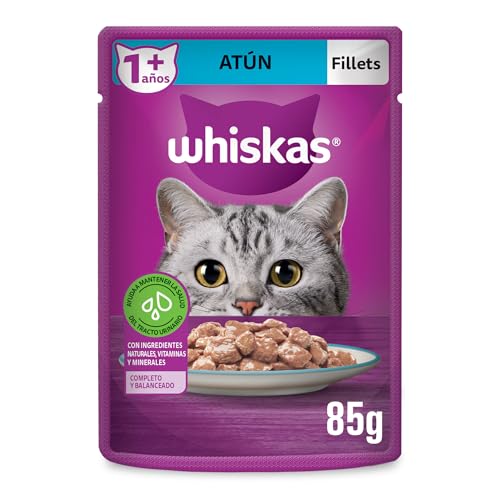 1+
años
ATÚN
Fillets
whiskas®
AYUDA A MANTENER LA SALUD
DEL TRACTO URINARIO
CON INGREDIENTES
NATURALES, VITAMINAS
Y MINERALES
COMPLETO
Y BALANCEADO
85g